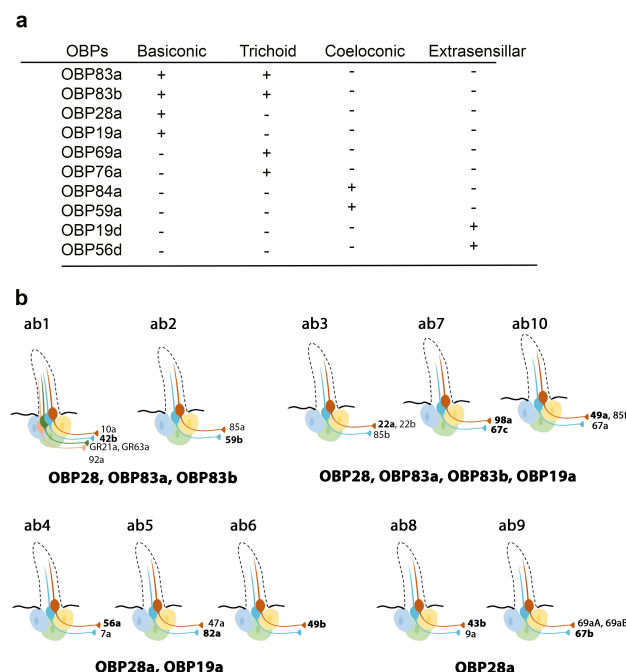 a
OBPs Basiconic Trichoid Coeloconic Extrasensillar
OBP83a + + - -
OBP83b + + - -
OBP28a + - - -
OBP19a + - - -
OBP69a - + - -
OBP76a - + - -
OBP84a - - + -
OBP59a - - + -
OBP19d - - - +
OBP56d - - - +
b
ab1 ab2 ab3 ab7 ab10
10a
42b
GR21a, GR63a
92a
85a
59b
22a, 22b
85b
98a
67c
49a,
67a
OBP28, OBP83a, OBP83b
OBP28, OBP83a, OBP83b, OBP19a
ab4 ab5 ab6 ab8 ab9
56a
7a
47a
82a
49b
43b
9a
69aA,
67b
OBP28a, OBP19a
OBP28a